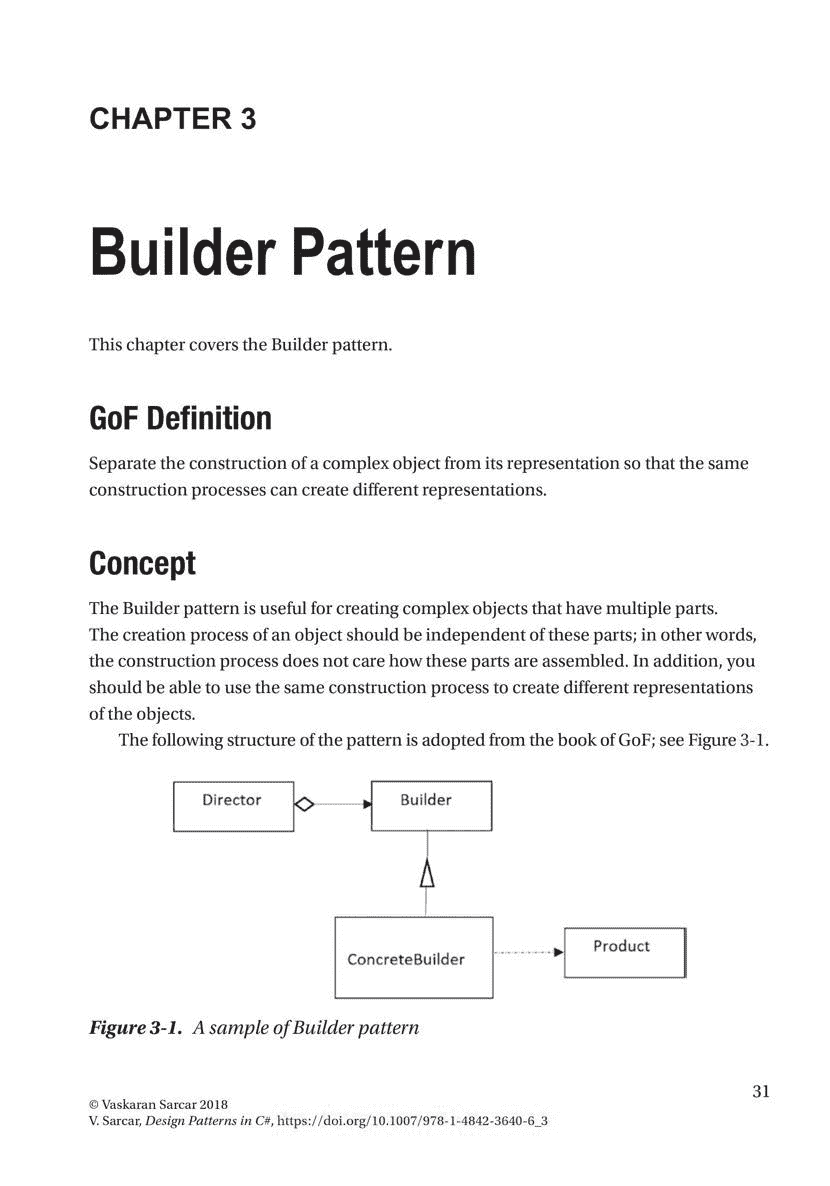 CHAPTER 3
Builder Pattern
This chapter covers the Builder pattern.
GoF Definition
Separate the construction of a complex object from its representation so that the same
construction processes can create different representations.
Concept
The Builder pattern is useful for creating complex objects that have multiple parts.
The creation process of an object should be independent of these parts; in other words,
the construction process does not care how these parts are assembled. In addition, you
should be able to use the same construction process to create different representations
of the objects.
The following structure of the pattern is adopted from the book of GoF; see Figure 3-1.
Director
Builder
ConcreteBuilder
Product
Figure 3-1. A sample of Builder pattern
31
© Vaskaran Sarcar 2018
V. Sarcar, Design Patterns in C#, https://doi.org/10.1007/978-1-4842-3640-6_3